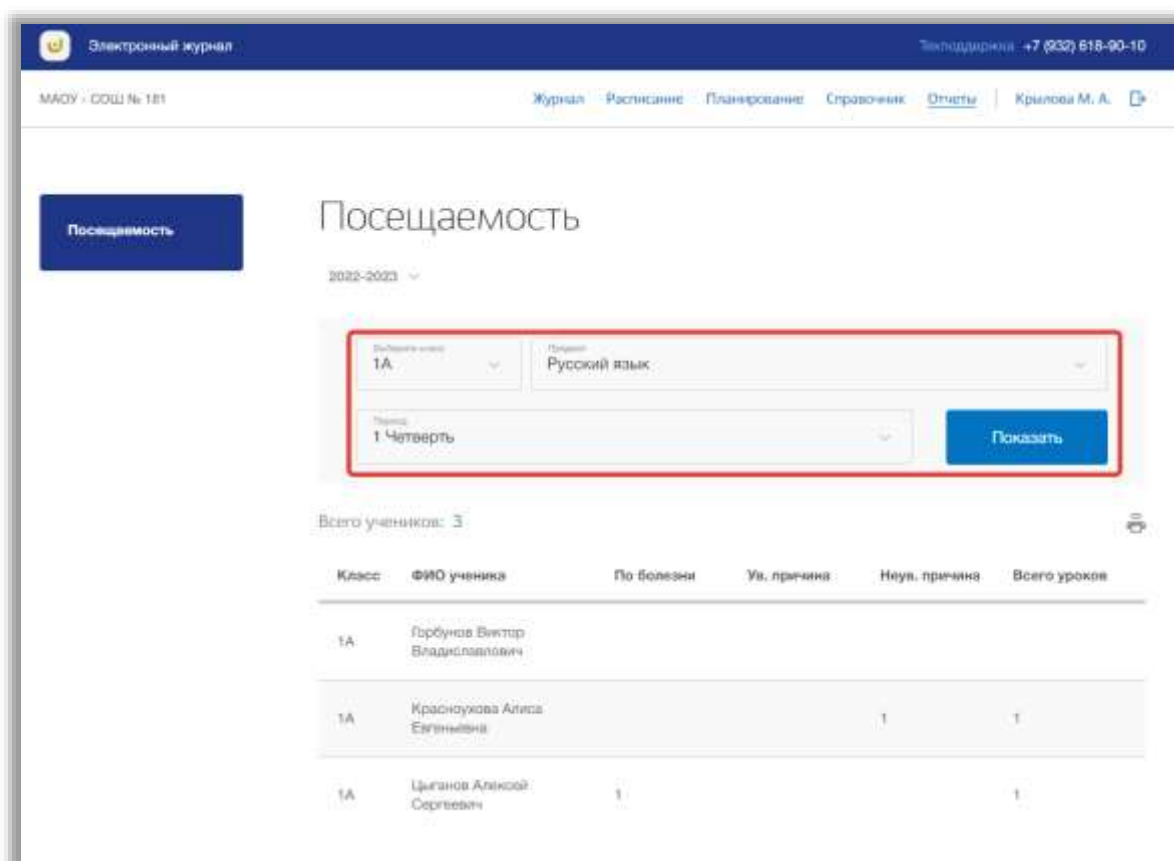 Электронный журнал
Техподдержка +7 (932) 618-90-10
МАОУ - СОШ № 181
Журнал Расписание Планирование Справочник Отчеты Крылова М. А.
Посещаемость
Посещаемость
2022-2023
Выберите класс Предмет
1А Русский язык
Период
1 Четверть
Показать
Всего учеников: 3
Класс ФИО ученика По болезни Ув. причина Неув. причина Всего уроков
1А Горбунов Виктор
Владиславлович
1А Красноухова Алиса 1 1
Евгеньевна
1А Цыганов Алексей 1 1
Сергеевич